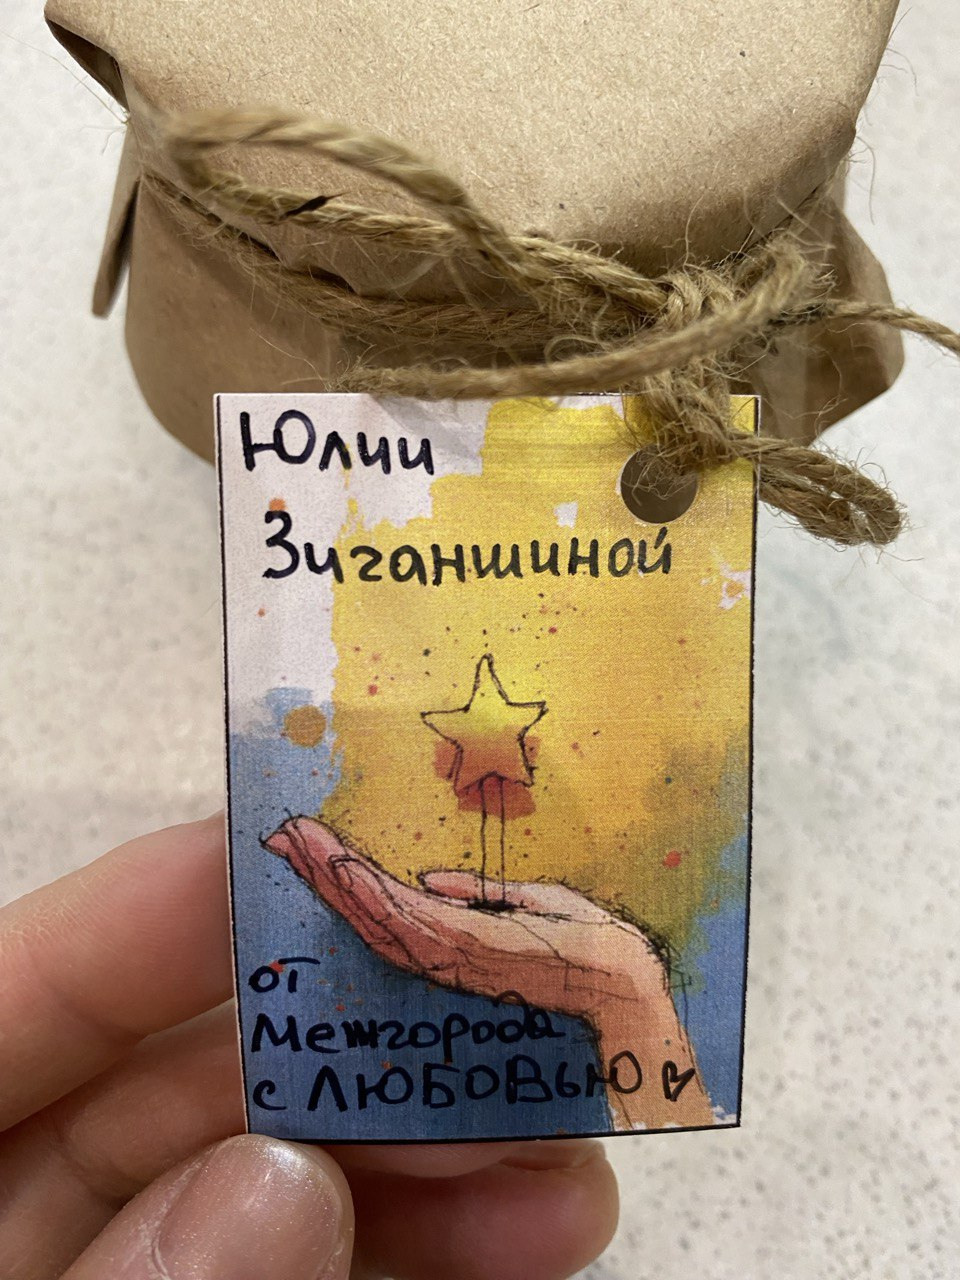 Юлии
Зиганшиной
от
Межгорода
с ЛЮБОВЬЮ